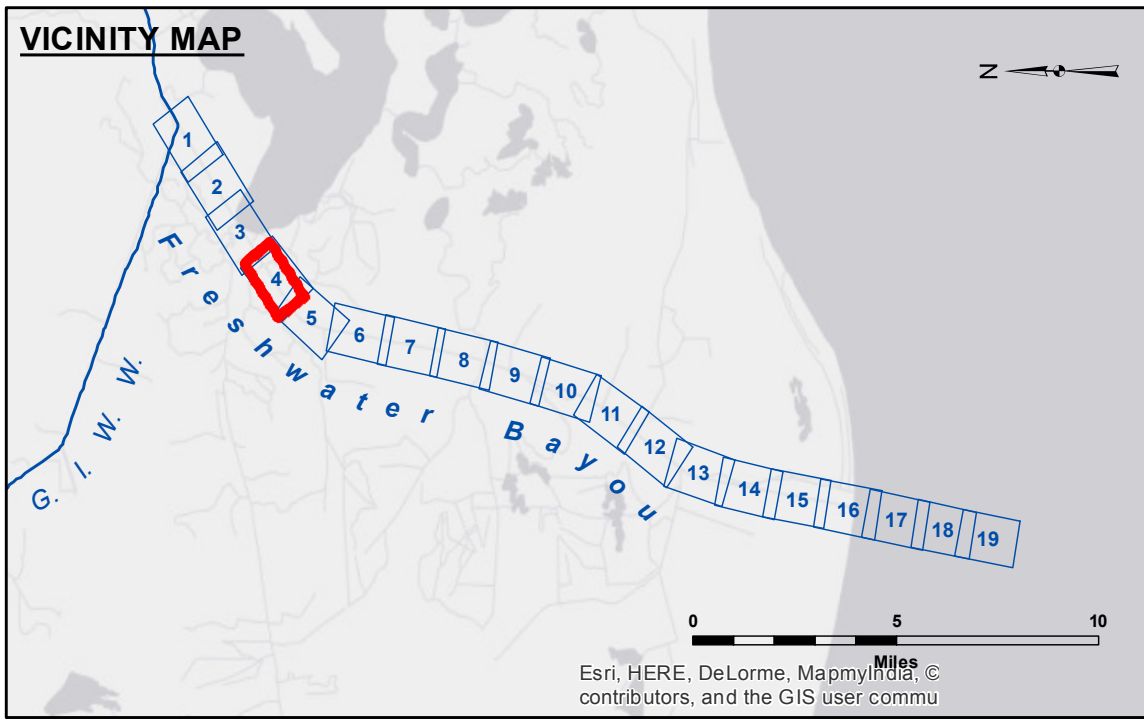 VICINITY MAP
N
1
2
3
4
5
6
7
8
9
10
11
12
13
14
15
16
17
18
19
Freshwater Bayou
G. I. W. W.
0 5 10
Miles
Esri, HERE, DeLorme, MapmyIndia, ©
contributors, and the GIS user commu